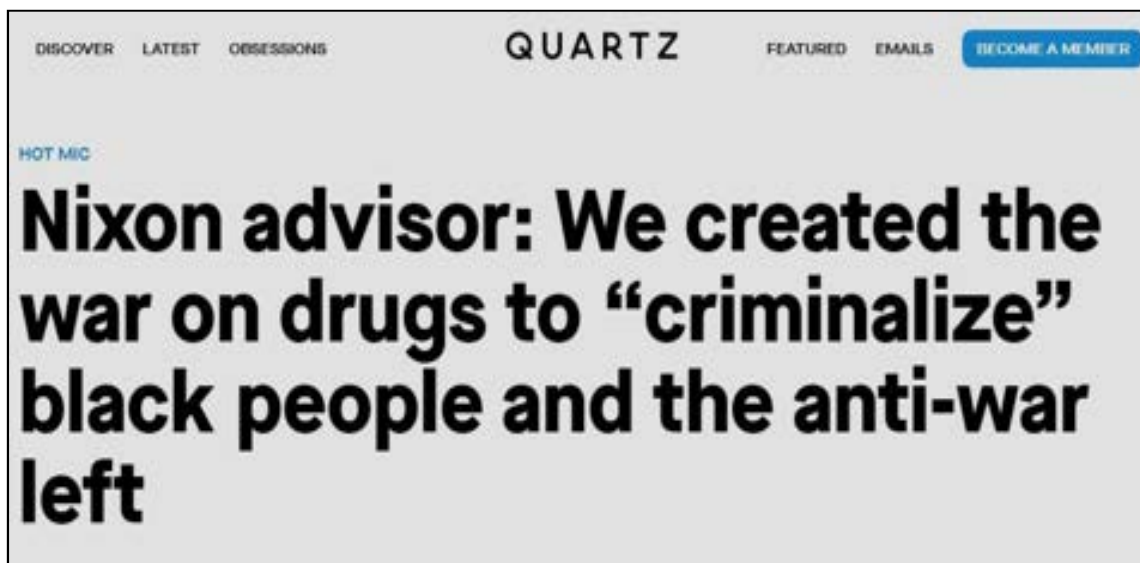 DISCOVER LATEST OBSESSIONS QUARTZ FEATURED EMAILS BECOME A MEMBER
HOT MIC
Nixon advisor: We created the
war on drugs to “criminalize”
black people and the anti-war
left